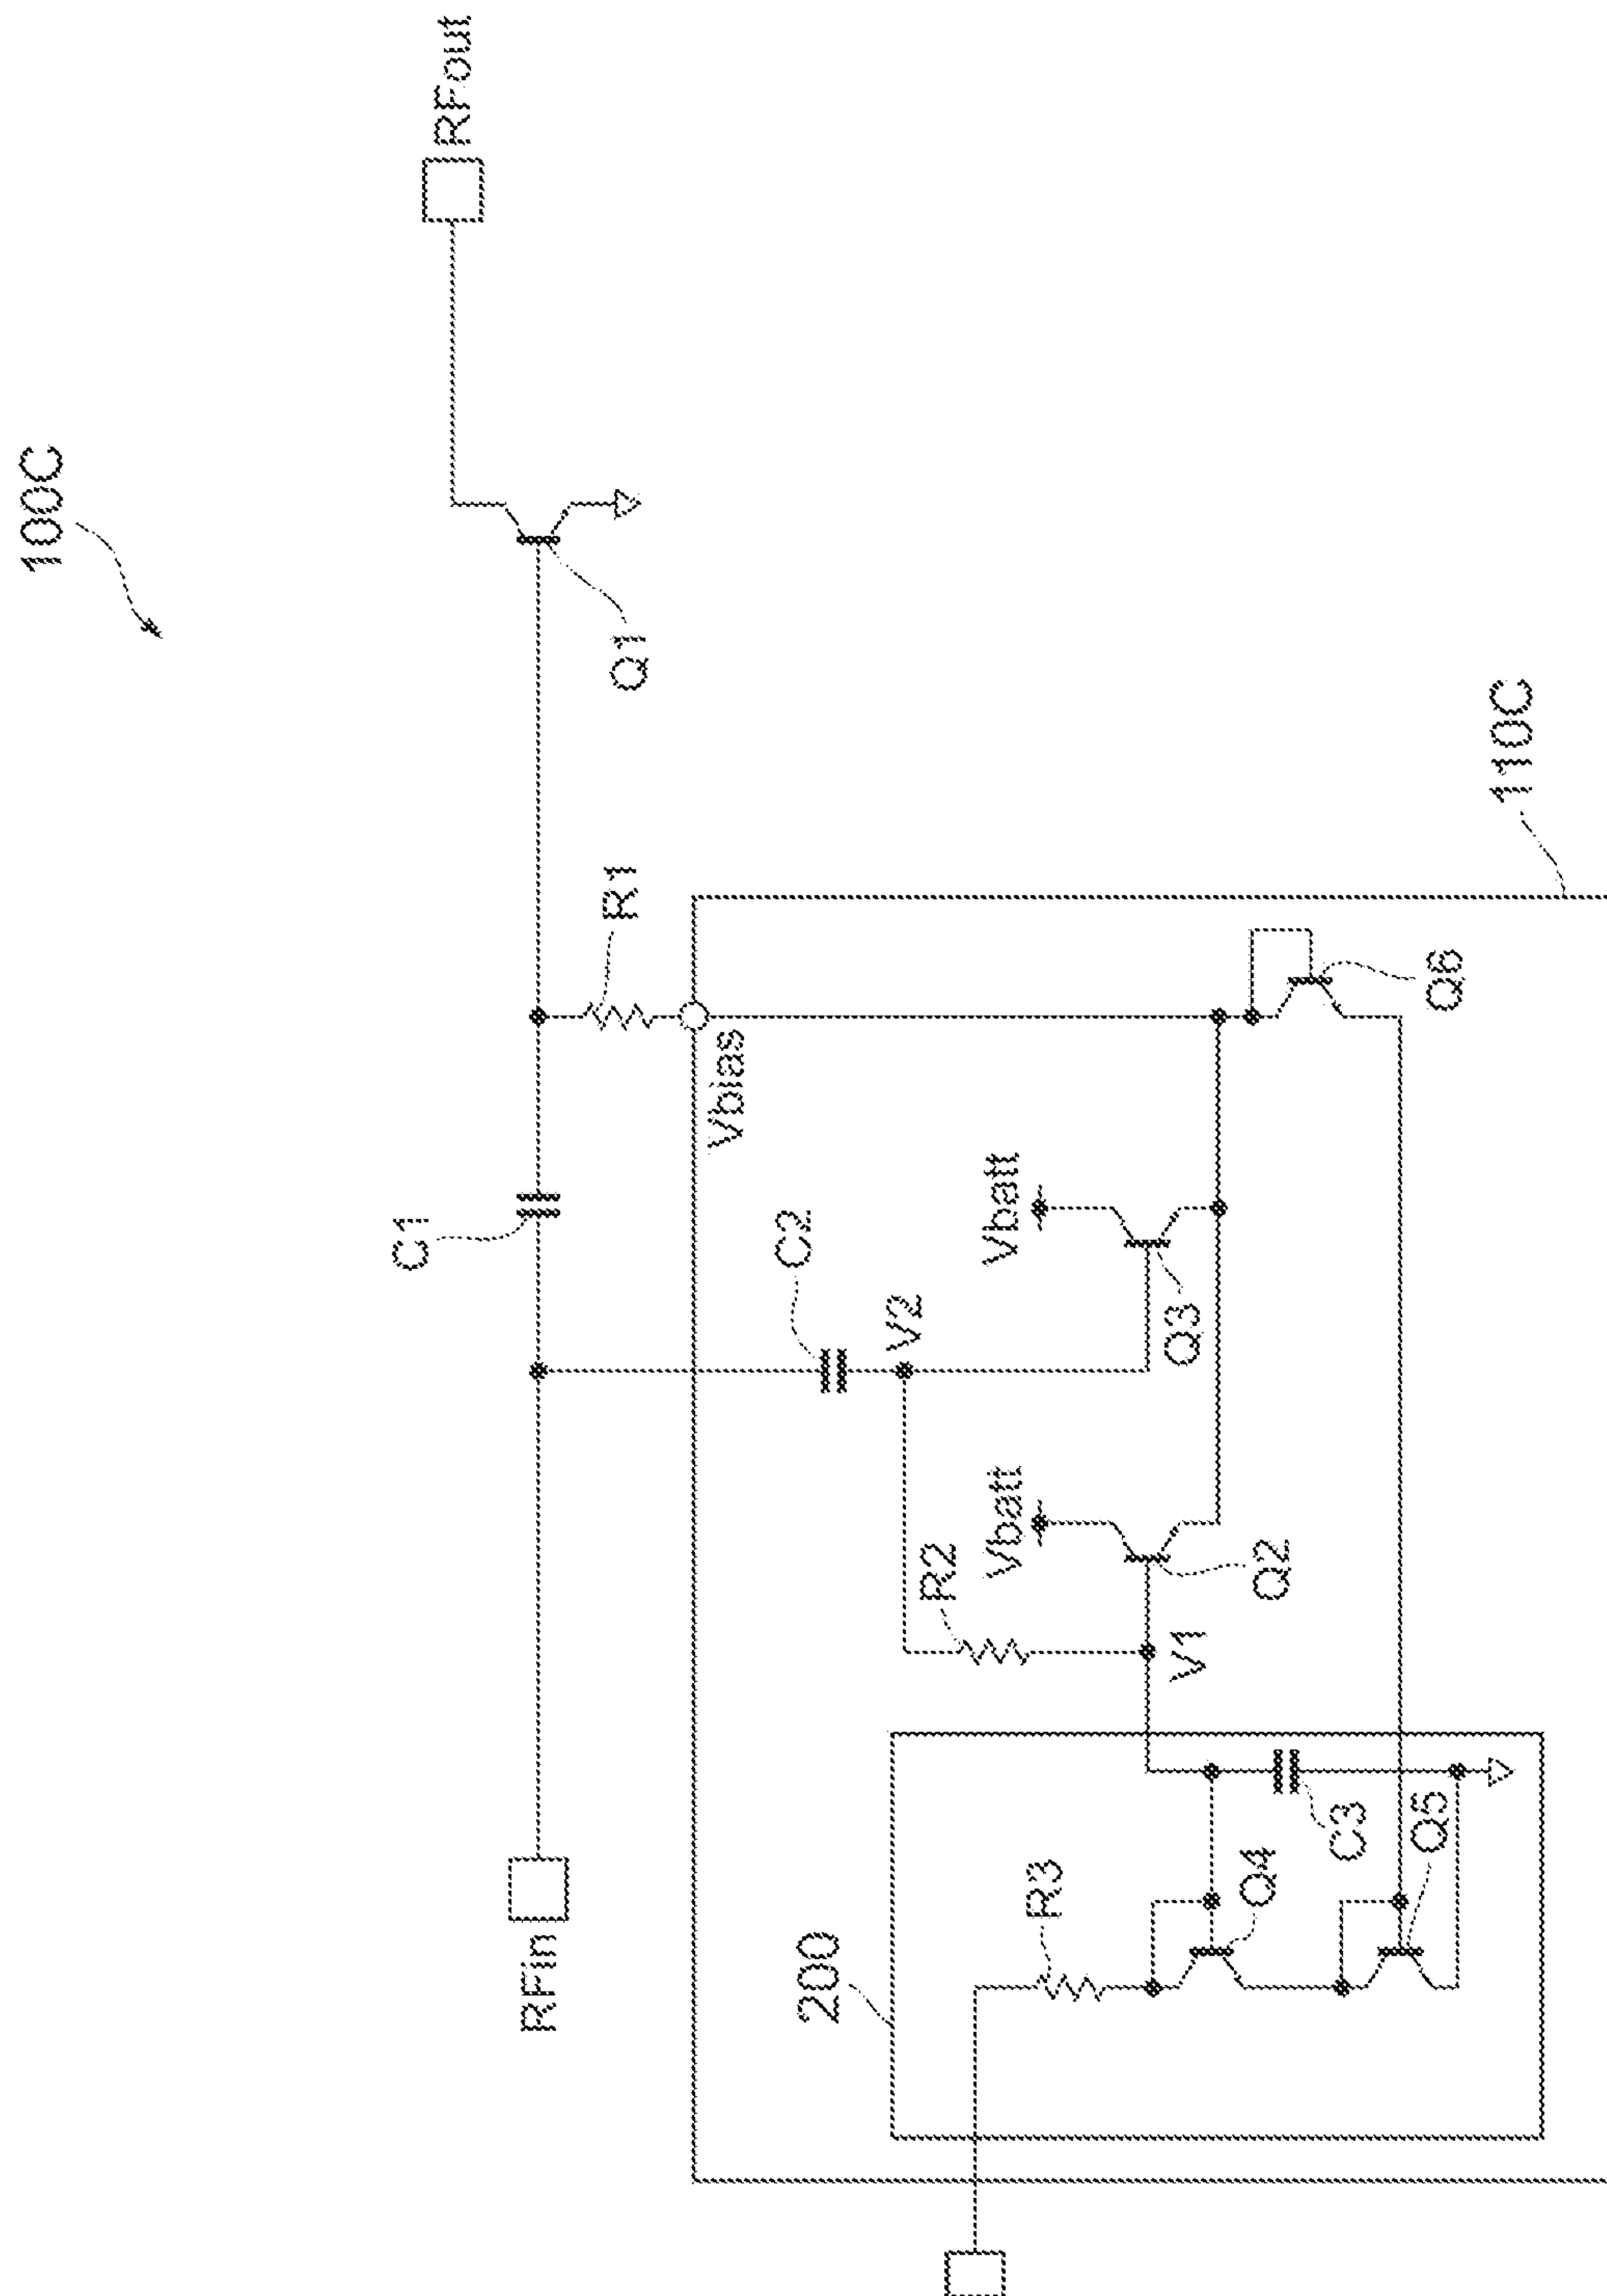 100C
RFin
C1
RFout
Q1
R1
Vbias
C2
V2
Vbatt
Vbatt
R2
Q3
Q2
V1
200
R3
Q4
C3
Q5
Q6
110C